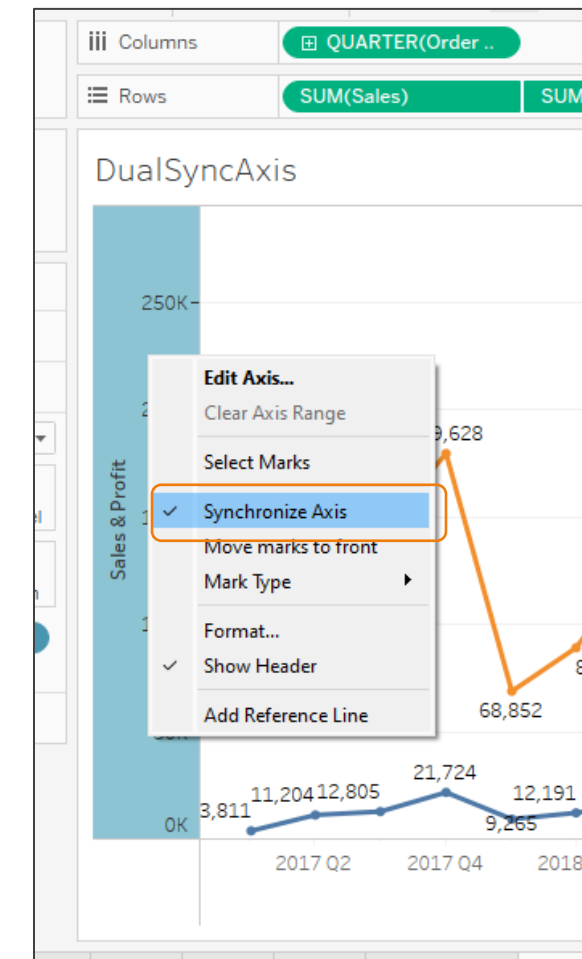 Columns
QUARTER(Order ..
Rows
SUM(Sales)
SUM
DualSyncAxis
250K
Edit Axis...
Clear Axis Range
Select Marks
Synchronize Axis
Move marks to front
Mark Type
Format...
Show Header
Add Reference Line
Sales & Profit
9,628
68,852
3,811
11,204
12,805
21,724
9,265
12,191
8
0K
2017 Q2
2017 Q4
2018